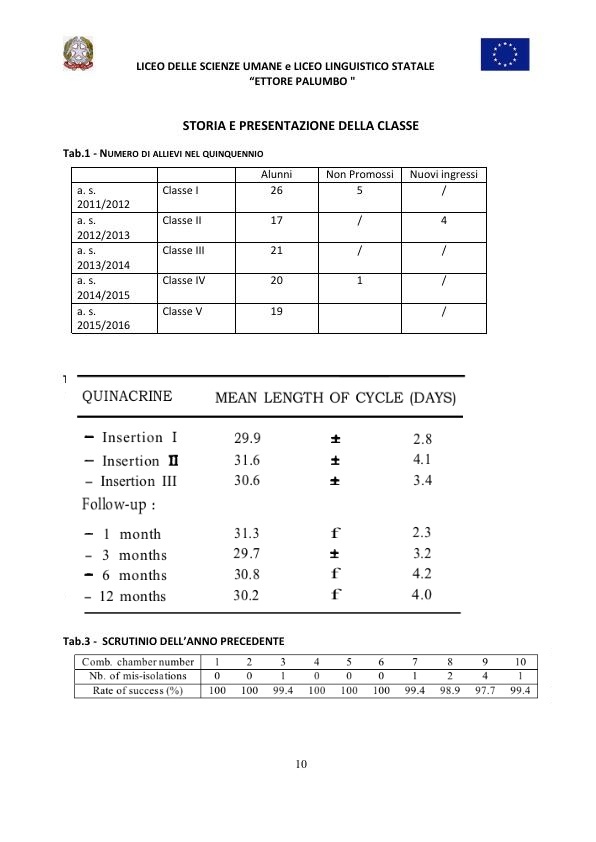 LICEO DELLE SCIENZE UMANE e LICEO LINGUISTICO STATALE
“ETTORE PALUMBO "
STORIA E PRESENTAZIONE DELLA CLASSE
Tab.1 - NUMERO DI ALLIEVI NEL QUINQUENNIO
Alunni Non Promossi Nuovi ingressi
a. s. 2011/2012 Classe I 26 5 /
a. s. 2012/2013 Classe II 17 / 4
a. s. 2013/2014 Classe III 21 / /
a. s. 2014/2015 Classe IV 20 1 /
a. s. 2015/2016 Classe V 19 /
QUINACRINE MEAN LENGTH OF CYCLE (DAYS)
– Insertion I 29.9 ± 2.8
– Insertion II 31.6 ± 4.1
– Insertion III 30.6 ± 3.4
Follow-up :
– 1 month 31.3 f 2.3
– 3 months 29.7 ± 3.2
– 6 months 30.8 f 4.2
– 12 months 30.2 f 4.0
Tab.3 - SCRUTINIO DELL’ANNO PRECEDENTE
Comb. chamber number 1 2 3 4 5 6 7 8 9 10
Nb. of mis-isolations 0 0 1 0 0 0 1 2 4 1
Rate of success (%) 100 100 99.4 100 100 100 99.4 98.9 97.7 99.4
10